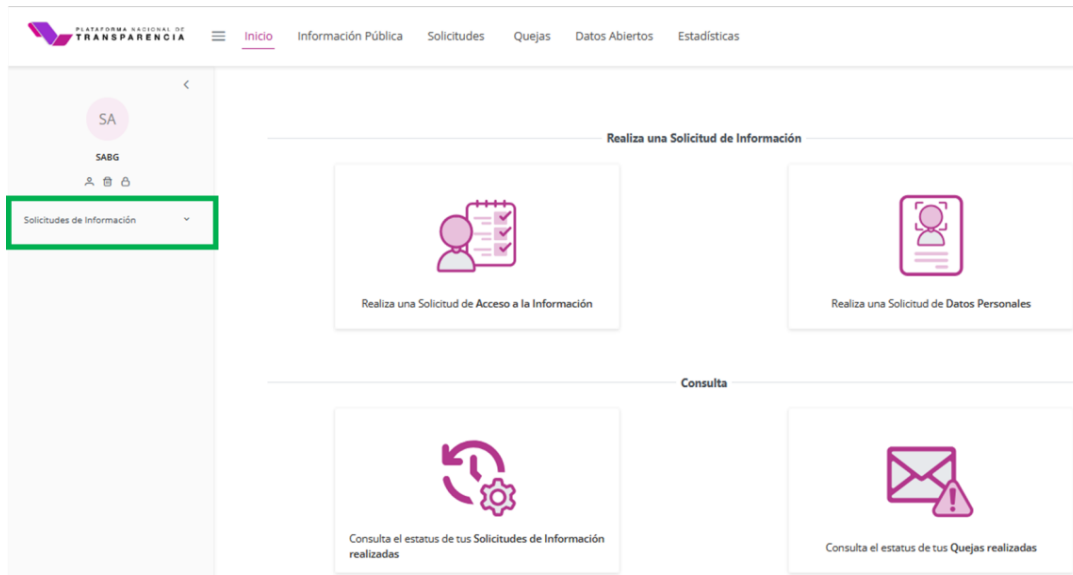 PLATAFORMA NACIONAL DE
TRANSPARENCIA
Inicio
Información Pública
Solicitudes
Quejas
Datos Abiertos
Estadísticas
SA
SABG
Solicitudes de Información
Realiza una Solicitud de Información
Realiza una Solicitud de Acceso a la Información
Realiza una Solicitud de Datos Personales
Consulta
Consulta el estatus de tus Solicitudes de Información
realizadas
Consulta el estatus de tus Quejas realizadas